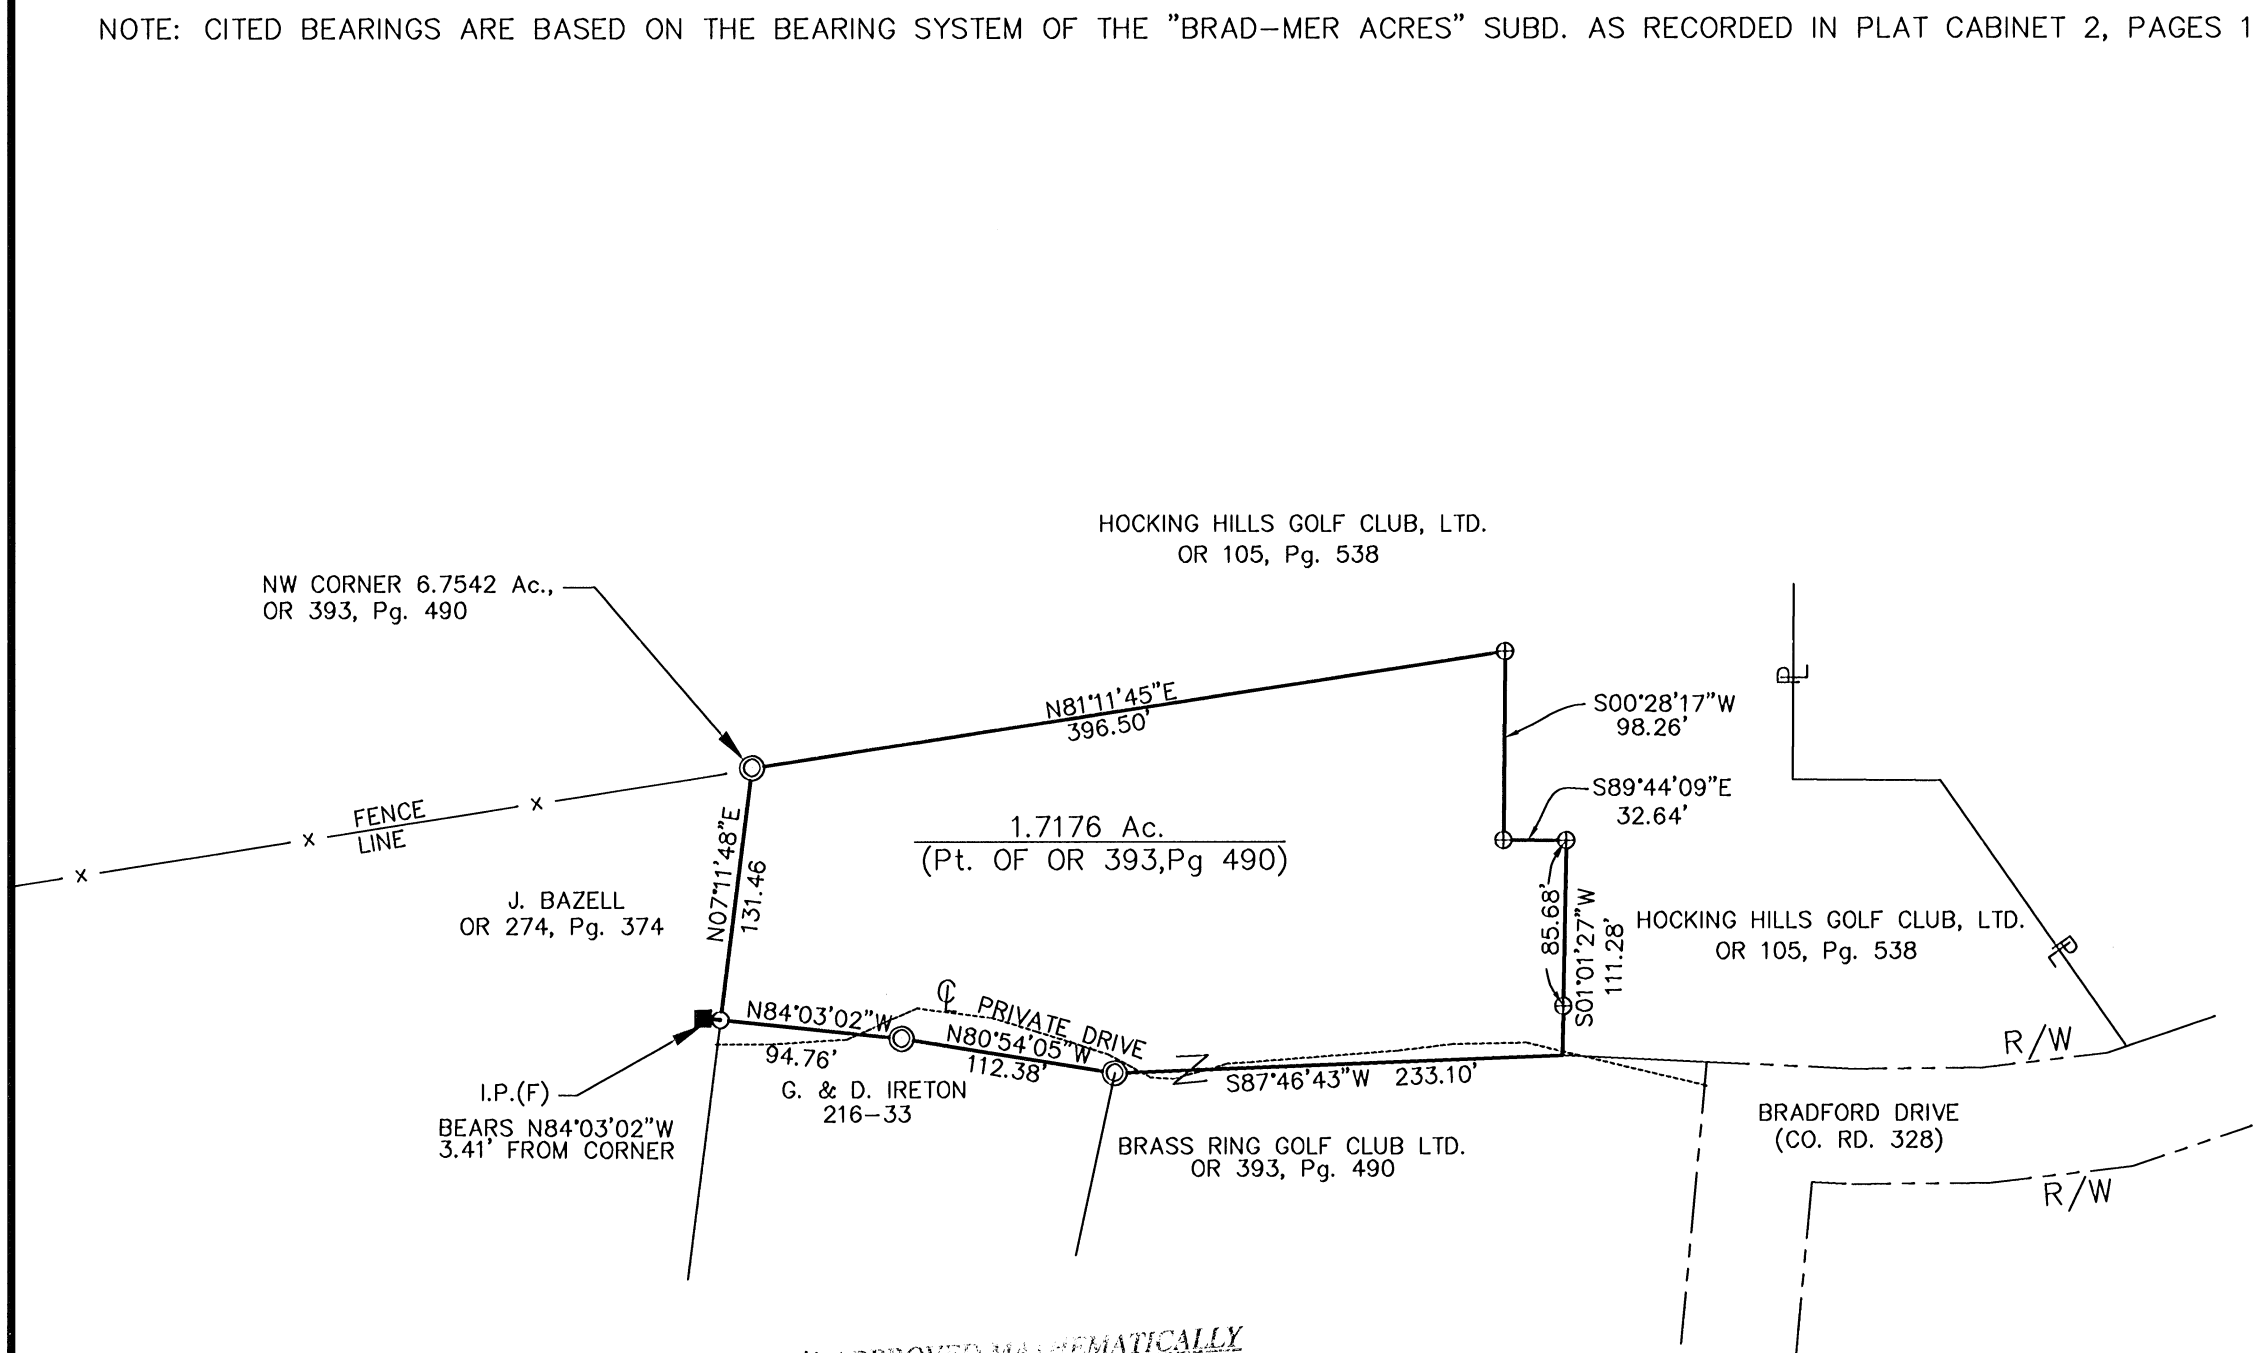 NOTE: CITED BEARINGS ARE BASED ON THE BEARING SYSTEM OF THE "BRAD-MER ACRES" SUBD. AS RECORDED IN PLAT CABINET 2, PAGES 1
HOCKING HILLS GOLF CLUB, LTD.
OR 105, Pg. 538
NW CORNER 6.7542 Ac.,
OR 393, Pg. 490
N81°11'45"E
396.50'
S00°28'17"W
98.26'
S89°44'09"E
32.64'
FENCE
LINE
x
x
x
N07°11'48"E
131.46
1.7176 Ac.
(Pt. OF OR 393,Pg 490)
J. BAZELL
OR 274, Pg. 374
85.68'
S01°01'27"W
111.28'
HOCKING HILLS GOLF CLUB, LTD.
OR 105, Pg. 538
PL
PL
N84°03'02"W
94.76'
CL PRIVATE DRIVE
N80°54'05"W
112.38'
S87°46'43"W 233.10'
R/W
I.P.(F)
BEARS N84°03'02"W
3.41' FROM CORNER
G. & D. IRETON
216-33
BRASS RING GOLF CLUB LTD.
OR 393, Pg. 490
BRADFORD DRIVE
(CO. RD. 328)
R/W
APPROVED MATHEMATICALLY